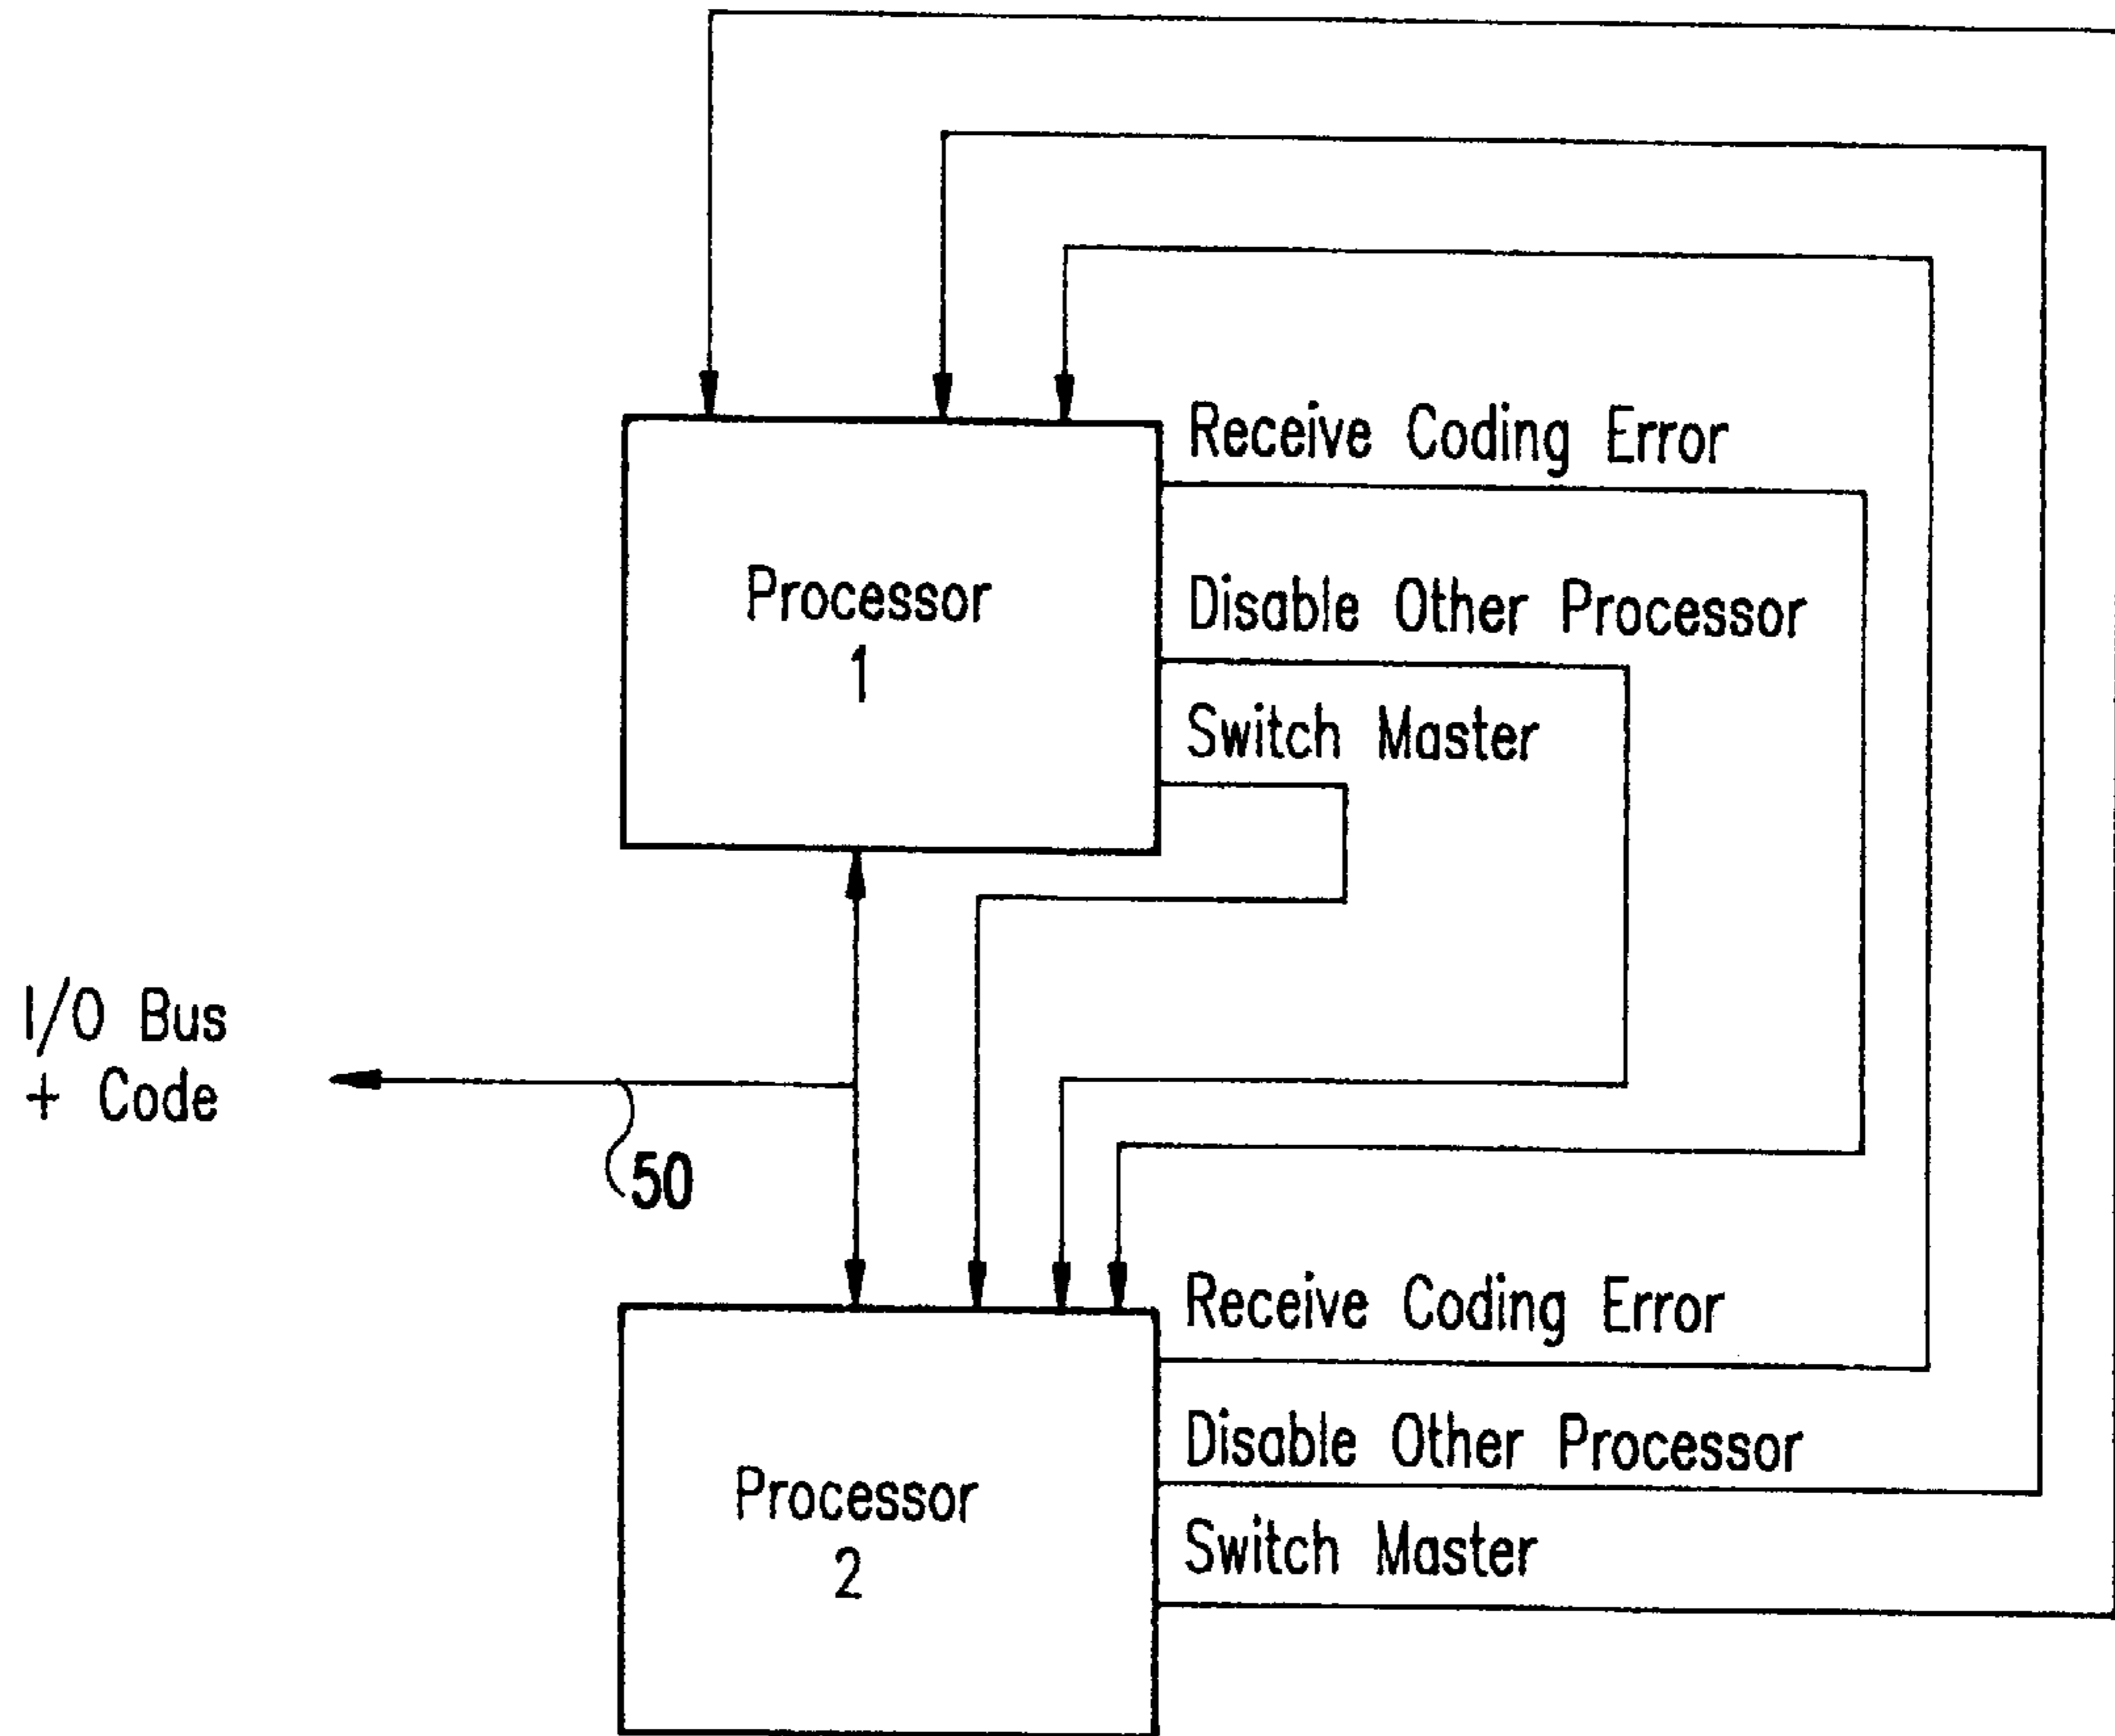 Receive Coding Error
Processor
1
Disable Other Processor
Switch Master
I/O Bus
+ Code
50
Receive Coding Error
Disable Other Processor
Processor
2
Switch Master